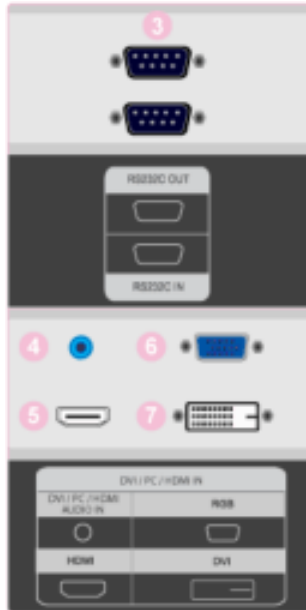 3
RS232C OUT
RS232C IN
4
6
5
7
DVI / PC / HDMI IN
DVI / PC / HDMI
AUDIO IN
RGB
HDMI
DVI